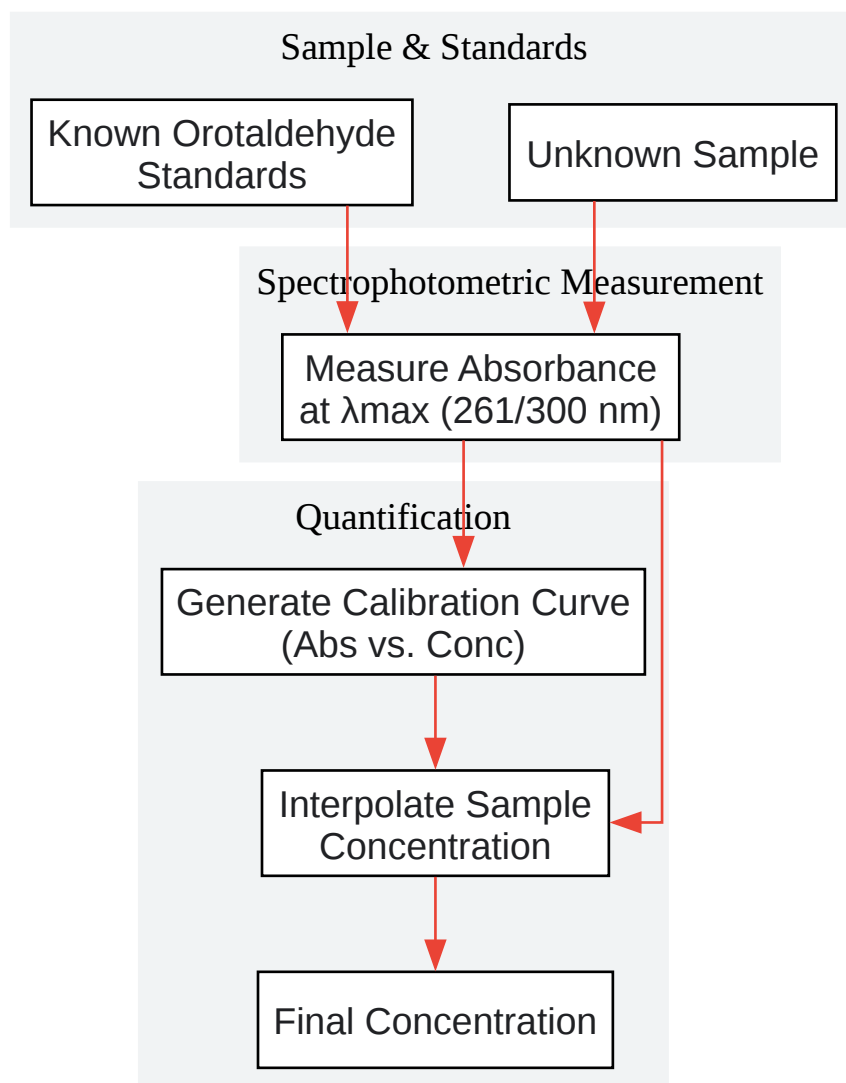 Sample & Standards
Known Orotaldehyde
Standards
Unknown Sample
Spectrophotometric Measurement
Measure Absorbance
at λmax (261/300 nm)
Quantification
Generate Calibration Curve
(Abs vs. Conc)
Interpolate Sample
Concentration
Final Concentration